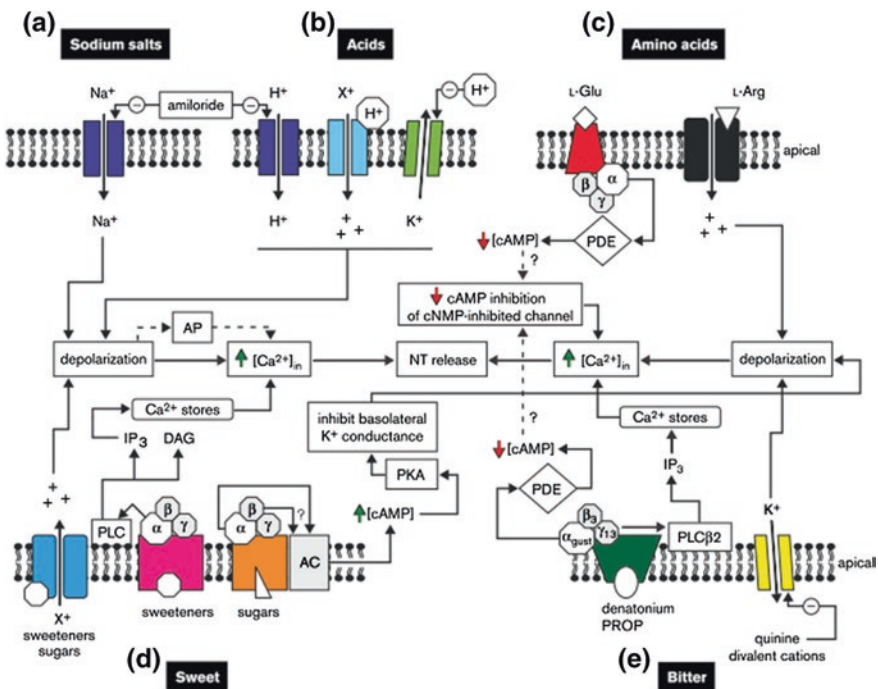 (a)
Sodium salts
(b)
Acids
(c)
Amino acids
Na⁺
amiloride
H⁺
X⁺
H⁺
H⁺
L-Glu
L-Arg
apical
β
α
γ
Na⁺
H⁺
+ + +
K⁺
+ + +
[cAMP]
PDE
?
cAMP inhibition
of cNMP-inhibited channel
AP
depolarization
[Ca²⁺]in
NT release
[Ca²⁺]in
depolarization
Ca²⁺ stores
inhibit basolateral
K⁺ conductance
?
Ca²⁺ stores
IP₃
DAG
PKA
[cAMP]
IP₃
+ + +
PLC
α
β
γ
α
β
γ
?
AC
[cAMP]
PDE
αgust
β₃
γ₁₃
PLCβ2
K⁺
apical
X⁺
sweeteners
sugars
sweeteners
sugars
denatonium
PROP
quinine
divalent cations
(d)
Sweet
(e)
Bitter